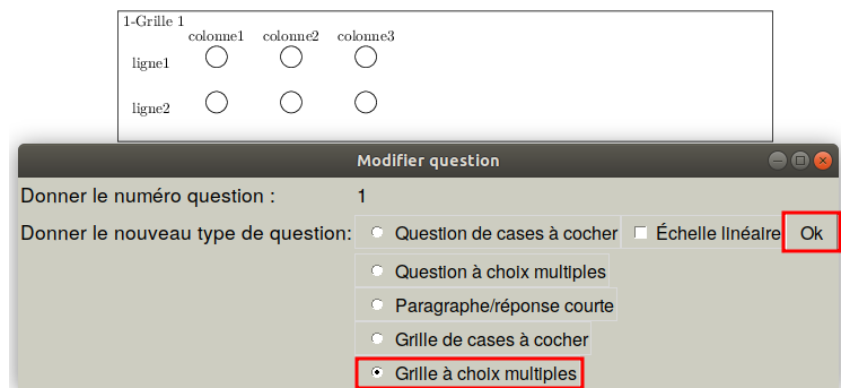 1-Grille 1
colonne1 colonne2 colonne3
ligne1
ligne2
Modifier question
Donner le numéro question : 1
Donner le nouveau type de question: Question de cases à cocher Échelle linéaire Ok
Question à choix multiples
Paragraphe/réponse courte
Grille de cases à cocher
Grille à choix multiples